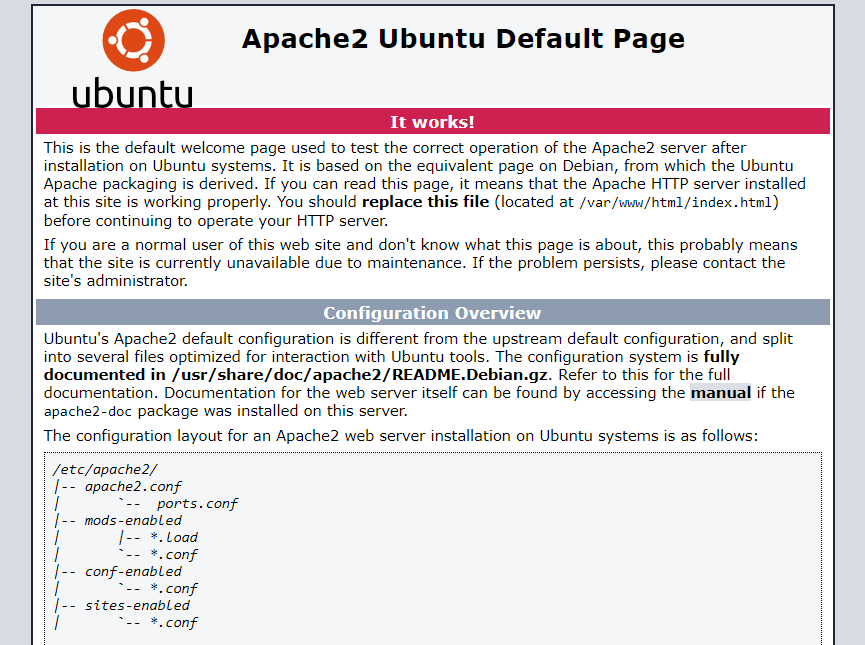 ubuntu
Apache2 Ubuntu Default Page
It works!
This is the default welcome page used to test the correct operation of the Apache2 server after
installation on Ubuntu systems. It is based on the equivalent page on Debian, from which the Ubuntu
Apache packaging is derived. If you can read this page, it means that the Apache HTTP server installed
at this site is working properly. You should replace this file (located at /var/www/html/index.html)
before continuing to operate your HTTP server.
If you are a normal user of this web site and don't know what this page is about, this probably means
that the site is currently unavailable due to maintenance. If the problem persists, please contact the
site's administrator.
Configuration Overview
Ubuntu's Apache2 default configuration is different from the upstream default configuration, and split
into several files optimized for interaction with Ubuntu tools. The configuration system is fully
documented in /usr/share/doc/apache2/README.Debian.gz. Refer to this for the full
documentation. Documentation for the web server itself can be found by accessing the manual if the
apache2-doc package was installed on this server.
The configuration layout for an Apache2 web server installation on Ubuntu systems is as follows:
/etc/apache2/
|-- apache2.conf
|       `--  ports.conf
|-- mods-enabled
|       |-- *.load
|       `-- *.conf
|-- conf-enabled
|       `-- *.conf
|-- sites-enabled
|       `-- *.conf